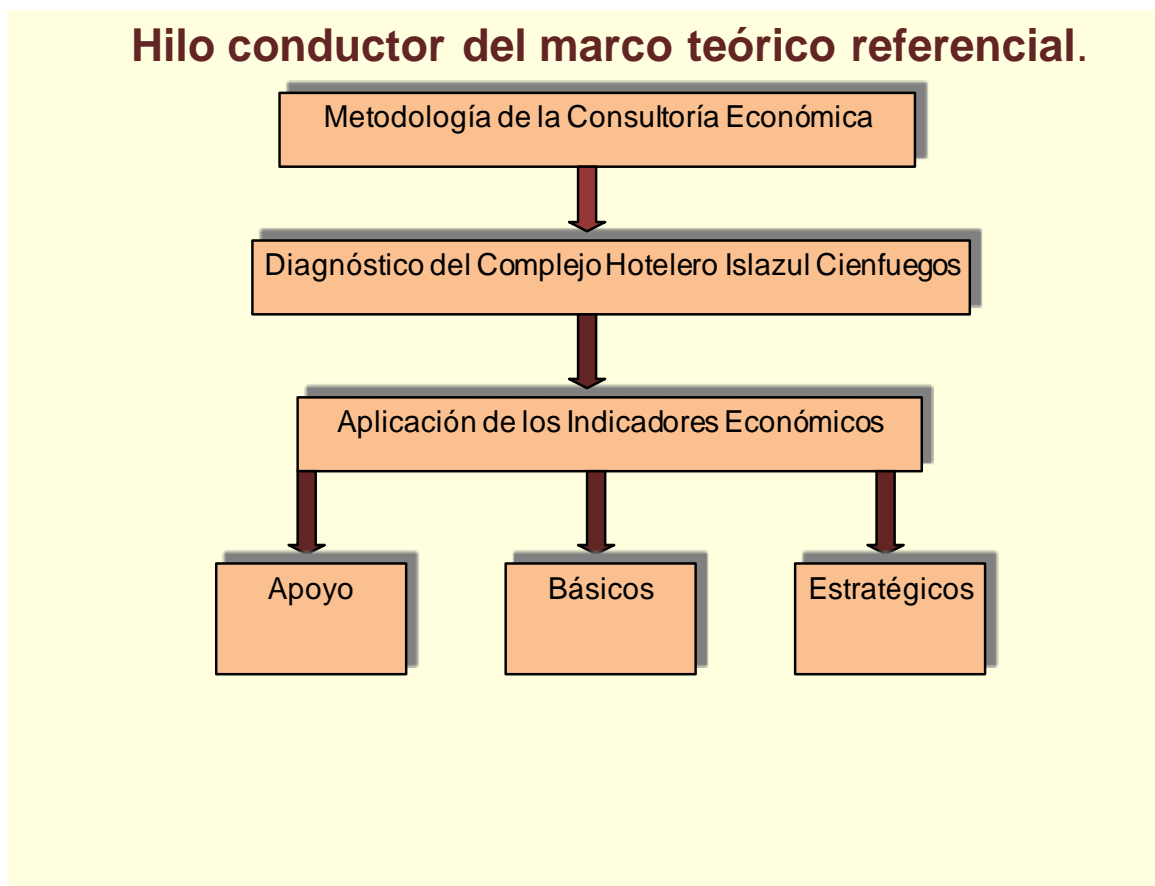 Hilo conductor del marco teórico referencial.
Metodología de la Consultoría Económica
Diagnóstico del Complejo Hotelero Islazul Cienfuegos
Aplicación de los Indicadores Económicos
Apoyo
Básicos
Estratégicos